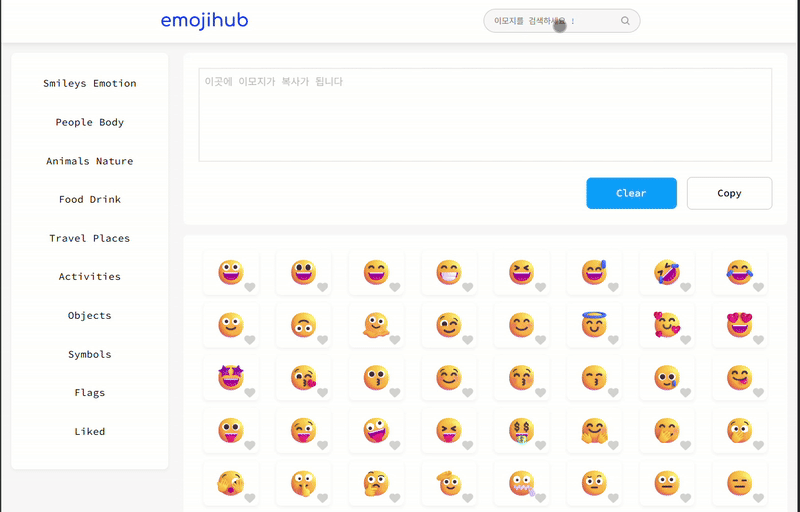 emojihub
이모지를 검색하세요 :
Smileys Emotion
People Body
Animals Nature
Food Drink
Travel Places
Activities
Objects
Symbols
Flags
Liked
이곳에 이모지가 복사가 됩니다
Clear
Copy